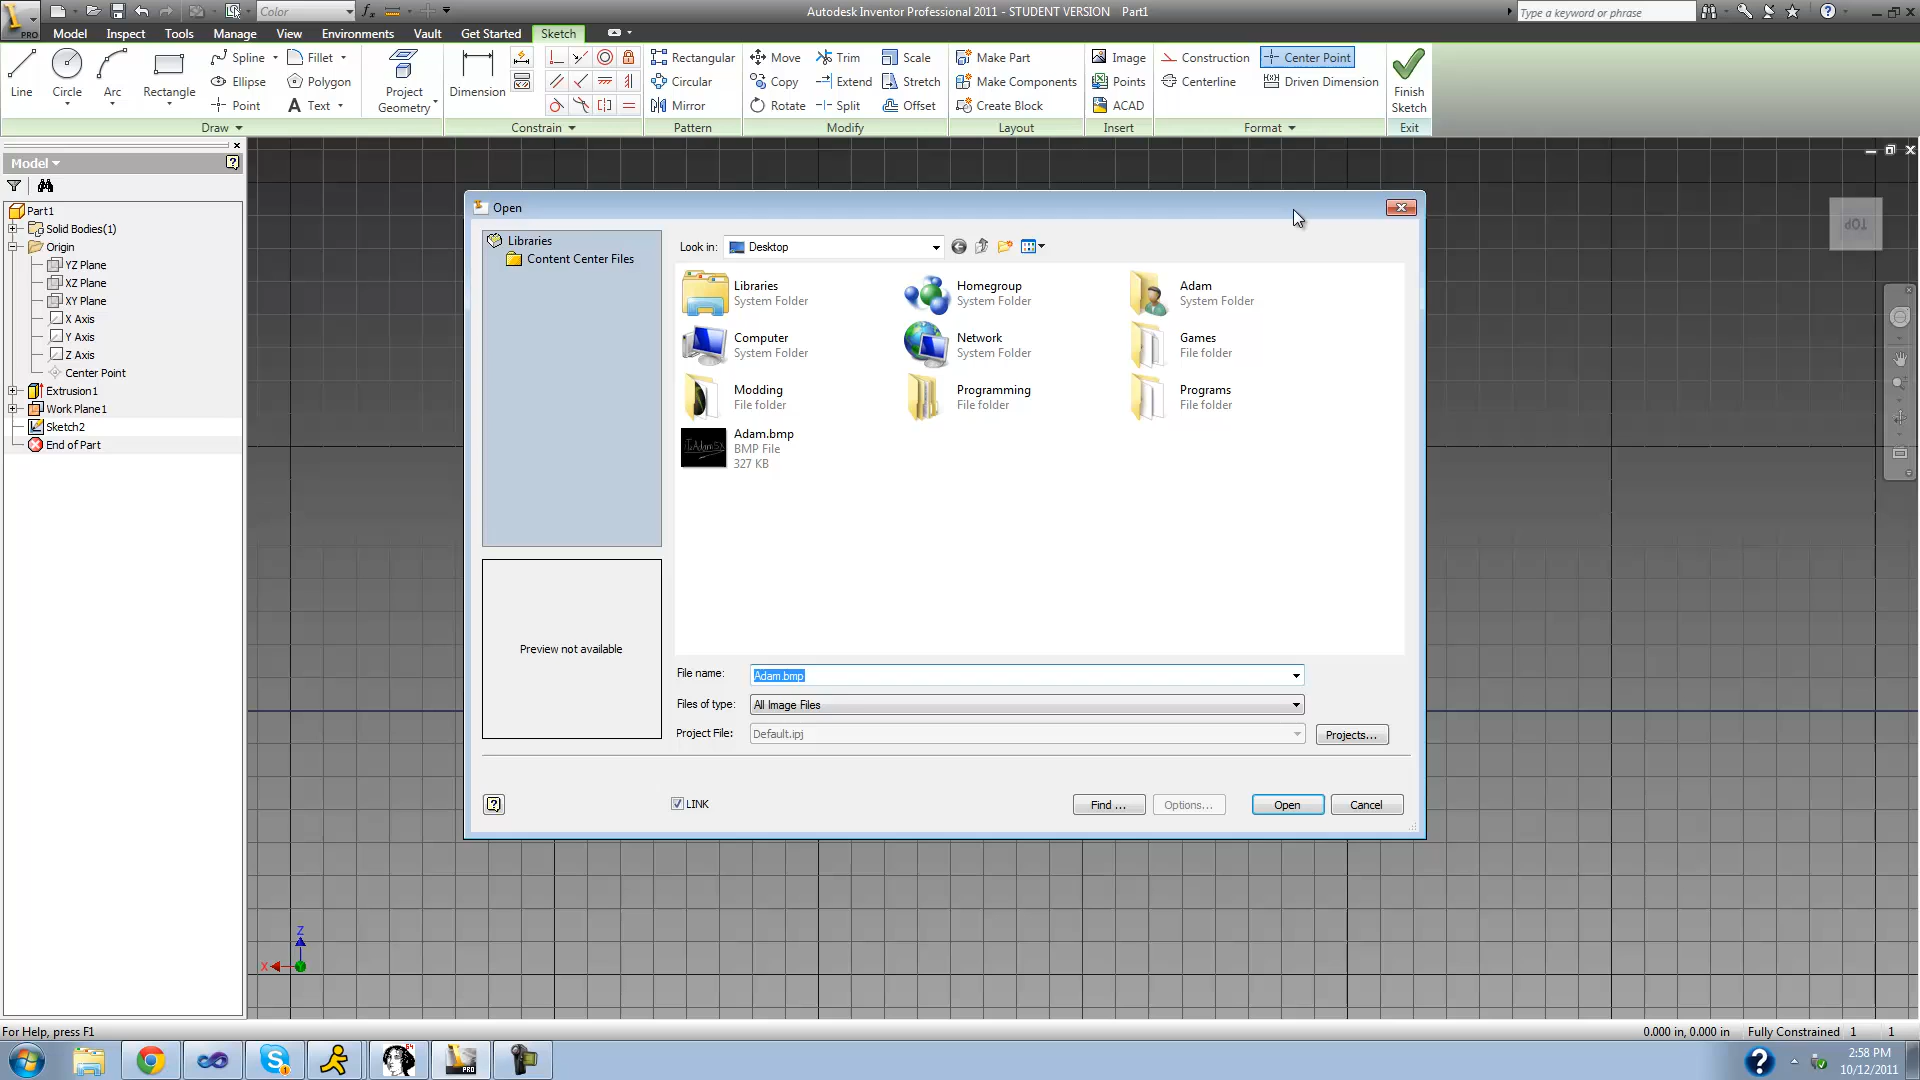 Color
Autodesk Inventor Professional 2011 - STUDENT VERSION Part1
Type a keyword or phrase
PRO
Model Inspect Tools Manage View Environments Vault Get Started Sketch
Line Circle Arc Rectangle
Spline Fillet
Ellipse Polygon
Point Text
Project Geometry
Dimension
Rectangular
Circular
Mirror
Move Trim Scale
Copy Extend Stretch
Rotate Split Offset
Make Part
Make Components
Create Block
Image
Points
ACAD
Construction Center Point
Centerline Driven Dimension
Finish Sketch
Draw Constrain Pattern Modify Layout Insert Format Exit
Model
Part1
Solid Bodies(1)
Origin
YZ Plane
XZ Plane
XY Plane
X Axis
Y Axis
Z Axis
Center Point
Extrusion1
Work Plane1
Sketch2
End of Part
Open
Libraries
Content Center Files
Look in: Desktop
Libraries
System Folder
Homegroup
System Folder
Adam
System Folder
Computer
System Folder
Network
System Folder
Games
File folder
Modding
File folder
Programming
File folder
Programs
File folder
Adam.bmp
BMP File
327 KB
Preview not available
File name: Adam.bmp
Files of type: All Image Files
Project File: Default.ipj
Projects...
LINK
Find ... Options... Open Cancel
TOP
Z
X
For Help, press F1
0.000 in, 0.000 in Fully Constrained 1 1
64
PRO
2:58 PM
10/12/2011